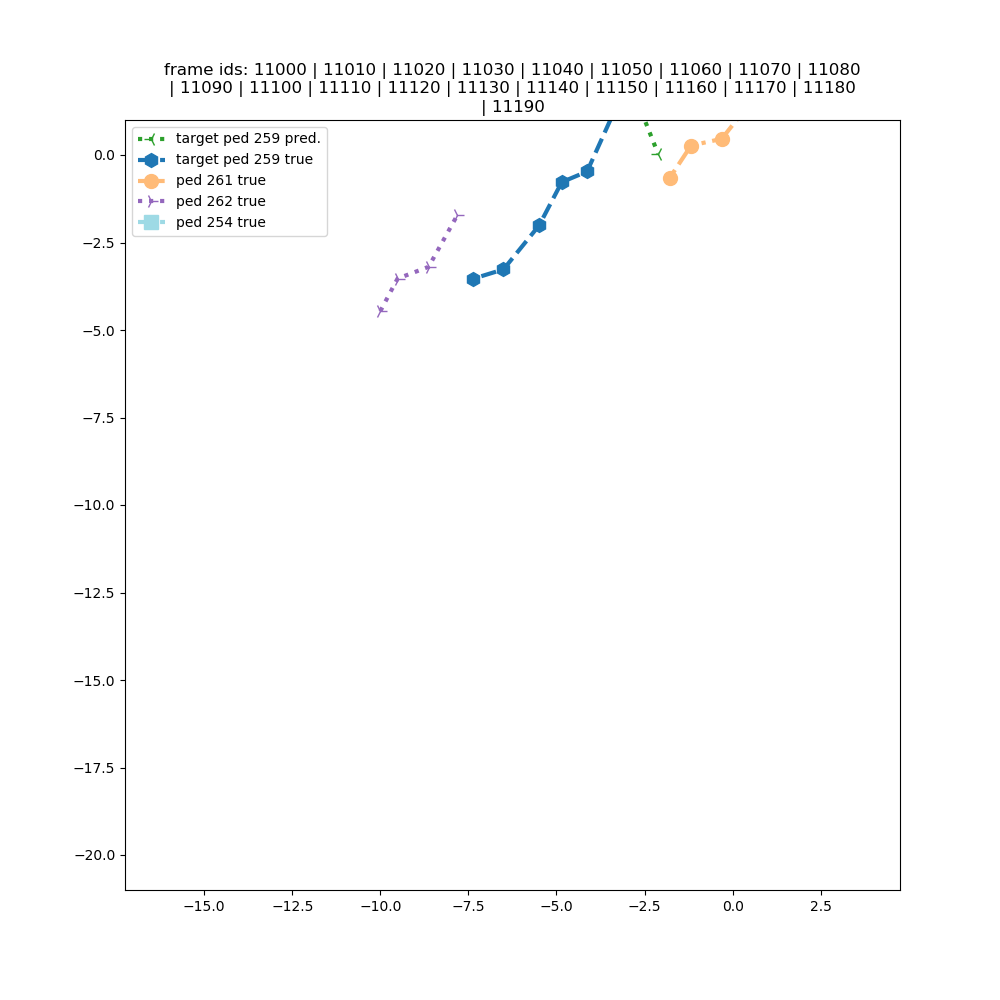 frame ids: 11000 | 11010 | 11020 | 11030 | 11040 | 11050 | 11060 | 11070 | 11080
| 11090 | 11100 | 11110 | 11120 | 11130 | 11140 | 11150 | 11160 | 11170 | 11180
| 11190
target ped 259 pred.
target ped 259 true
ped 261 true
ped 262 true
ped 254 true
0.0
−2.5
−5.0
−7.5
−10.0
−12.5
−15.0
−17.5
−20.0
−15.0 −12.5 −10.0 −7.5 −5.0 −2.5 0.0 2.5